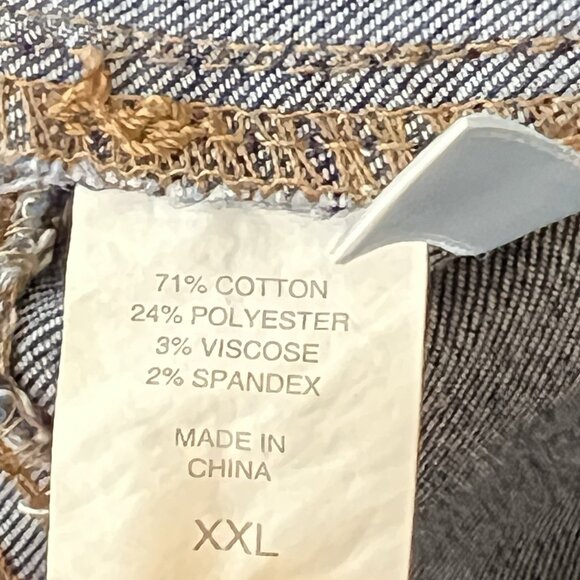 71% COTTON
24% POLYESTER
3% VISCOSE
2% SPANDEX
MADE IN
CHINA
XXL